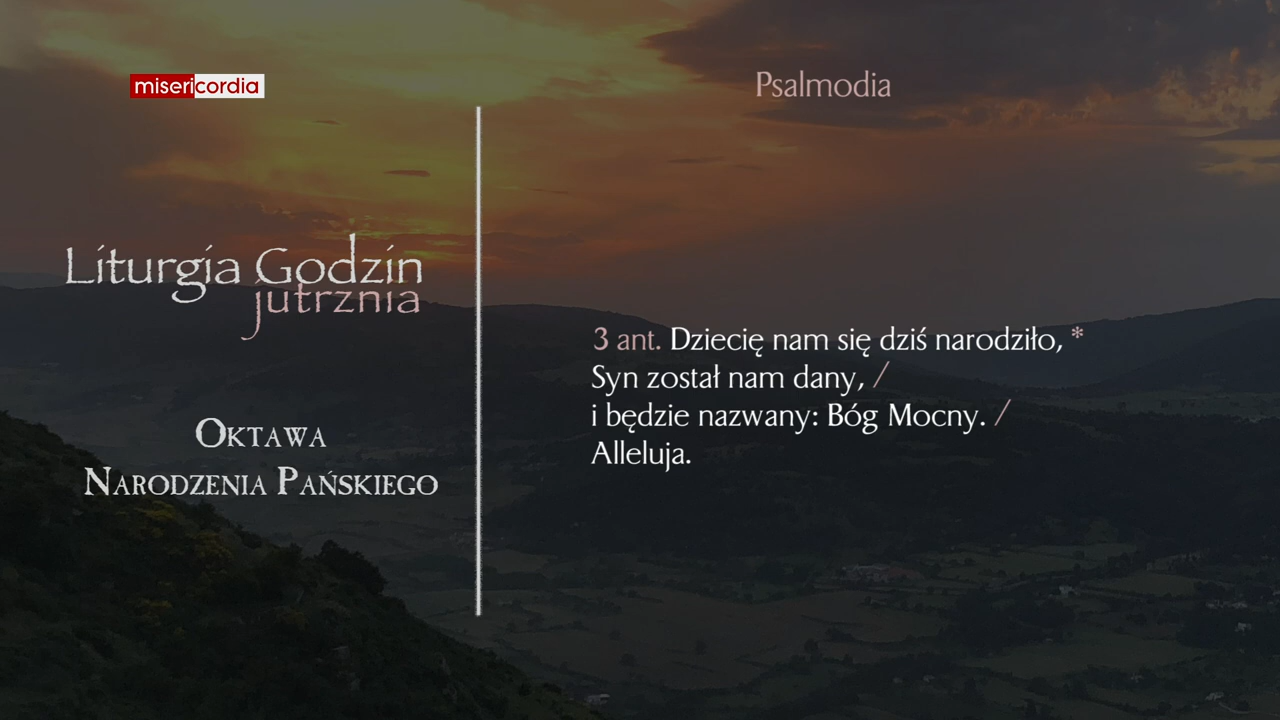 misericordia
Psalmodia
Liturgia Godzin
jutrznia
Oktawa
Narodzenia Pańskiego
3 ant. Dziecię nam się dziś narodziło, *
Syn został nam dany, /
i będzie nazwany: Bóg Mocny. /
Alleluja.